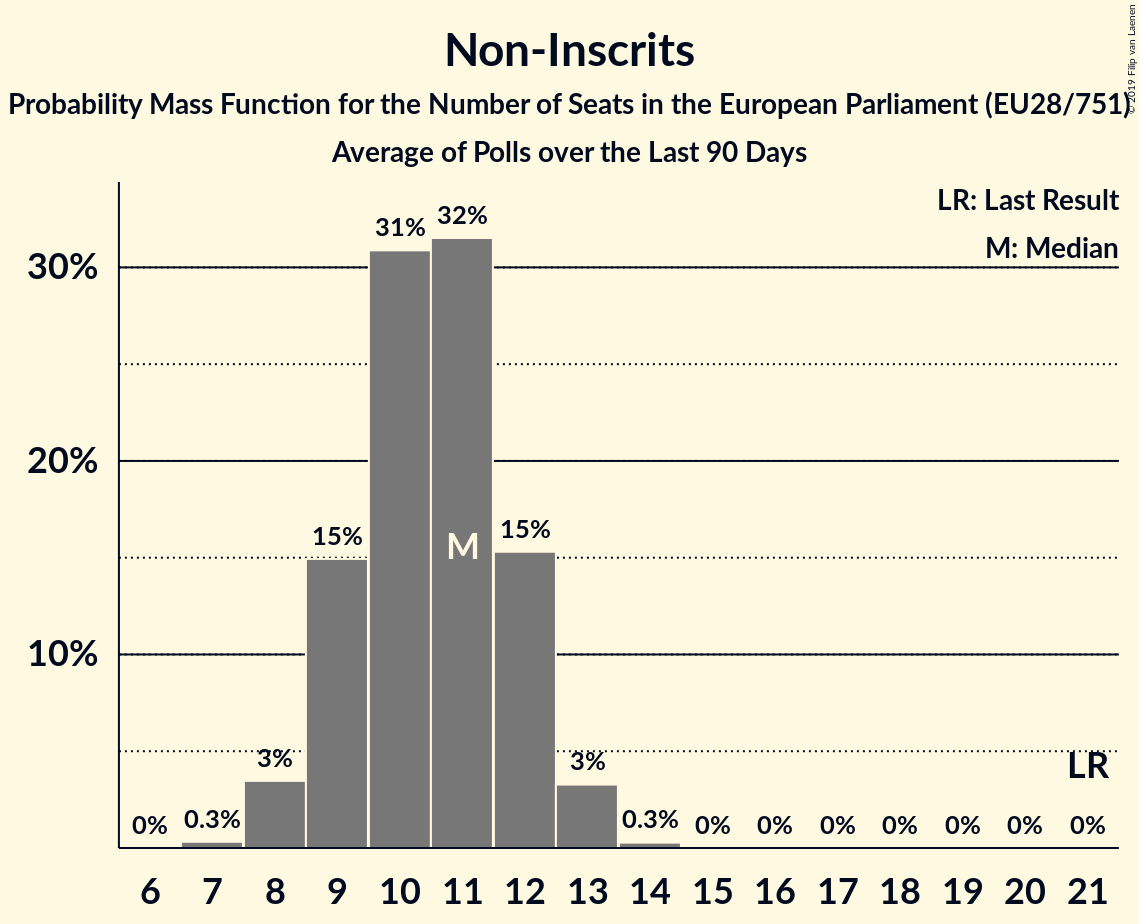 Non-Inscrits
Probability Mass Function for the Number of Seats in the European Parliament (EU28/751)
Average of Polls over the Last 90 Days
© 2019 Filip van Laenen
LR: Last Result
M: Median
30%
20%
10%
0%
0.3%
3%
15%
31%
32%
15%
3%
0.3%
0%
0%
0%
0%
0%
0%
0%
M
LR
6 7 8 9 10 11 12 13 14 15 16 17 18 19 20 21